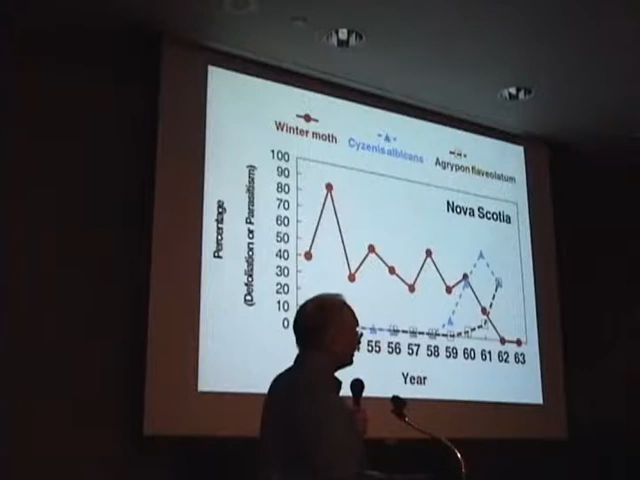 Winter moth
Cyzenis albicans
Agrypon flaveolatum
Nova Scotia
Percentage
(Defoliation or Parasitism)
100
90
80
70
60
50
40
30
20
10
0
55 56 57 58 59 60 61 62 63
Year